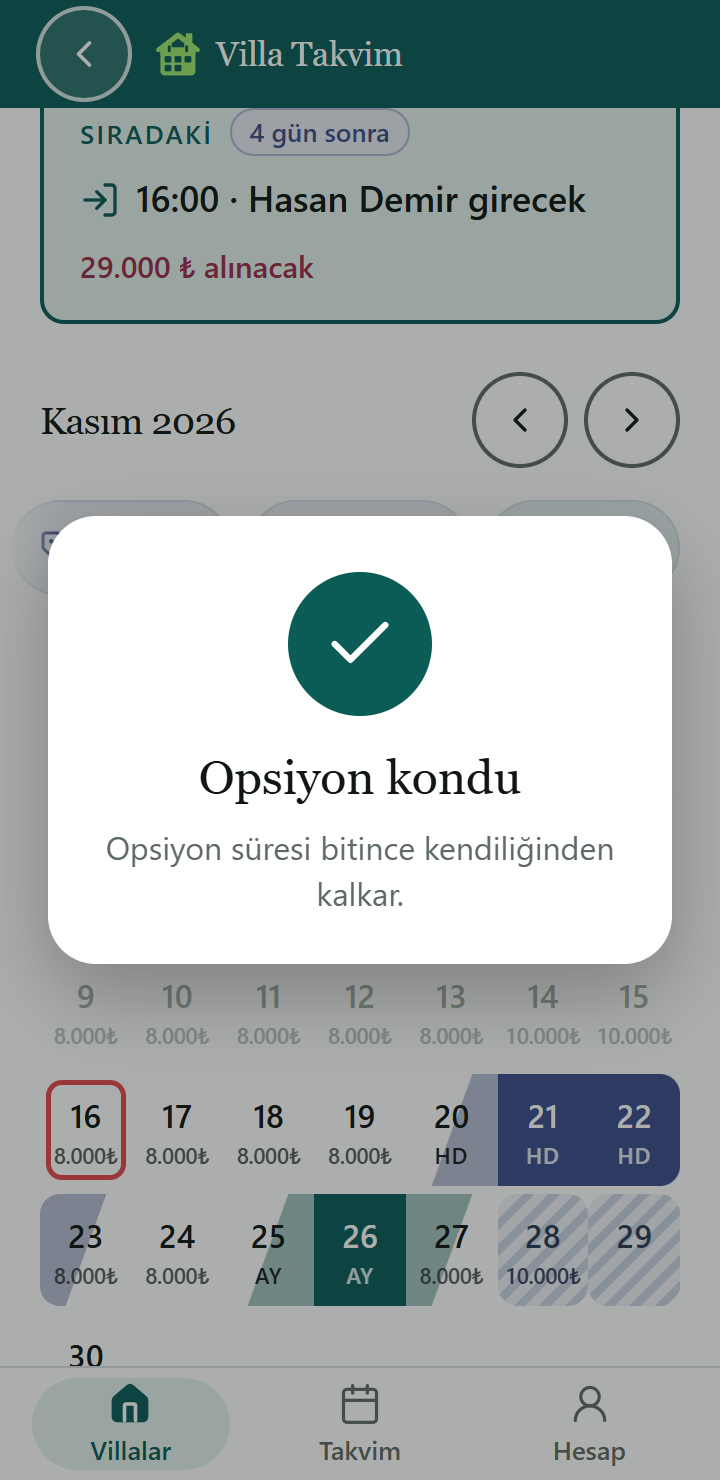 Villa Takvim
SIRADAKİ 4 gün sonra
16:00 · Hasan Demir girecek
29.000 ₺ alınacak
Kasım 2026
Opsiyon kondu
Opsiyon süresi bitince kendiliğinden
kalkar.
9 10 11 12 13 14 15
8.000₺ 8.000₺ 8.000₺ 8.000₺ 8.000₺ 10.000₺ 10.000₺
16 17 18 19 20 21 22
8.000₺ 8.000₺ 8.000₺ 8.000₺ HD HD HD
23 24 25 26 27 28 29
8.000₺ 8.000₺ AY AY 8.000₺ 10.000₺
30
Villalar Takvim Hesap